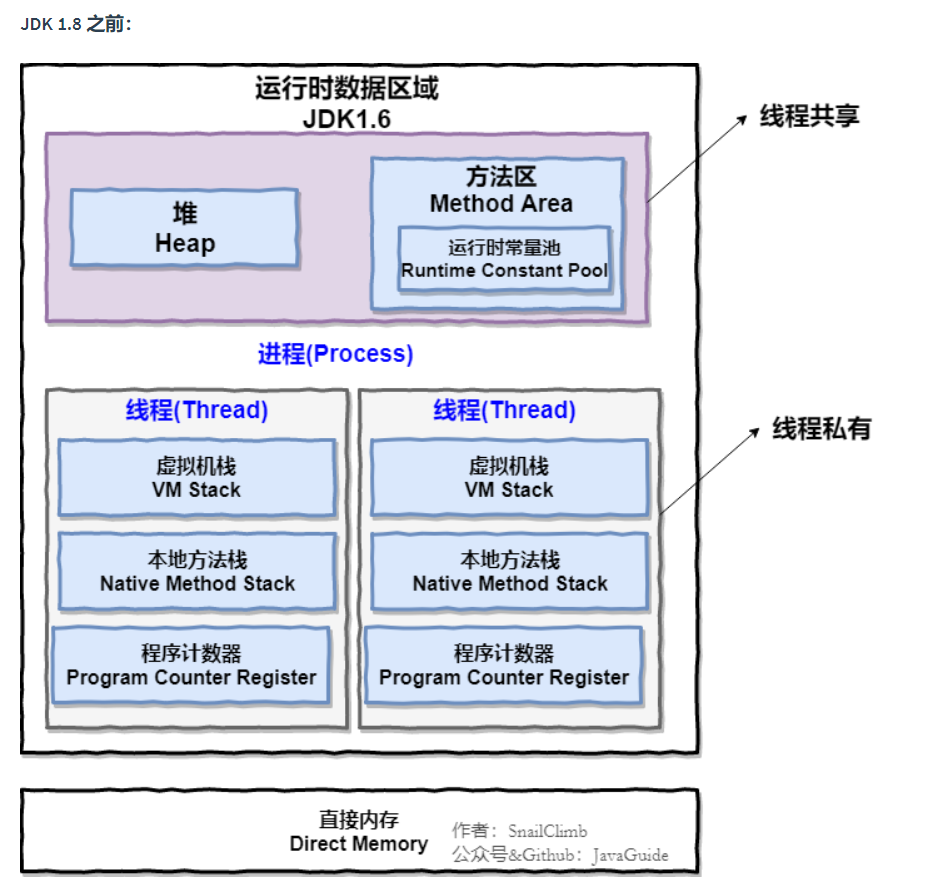 JDK 1.8 之前：
运行时数据区域
JDK1.6
线程共享
堆
Heap
方法区
Method Area
运行时常量池
Runtime Constant Pool
进程(Process)
线程(Thread)
虚拟机栈
VM Stack
本地方法栈
Native Method Stack
程序计数器
Program Counter Register
线程(Thread)
虚拟机栈
VM Stack
本地方法栈
Native Method Stack
程序计数器
Program Counter Register
线程私有
直接内存
Direct Memory
作者：SnailClimb
公众号&Github：JavaGuide